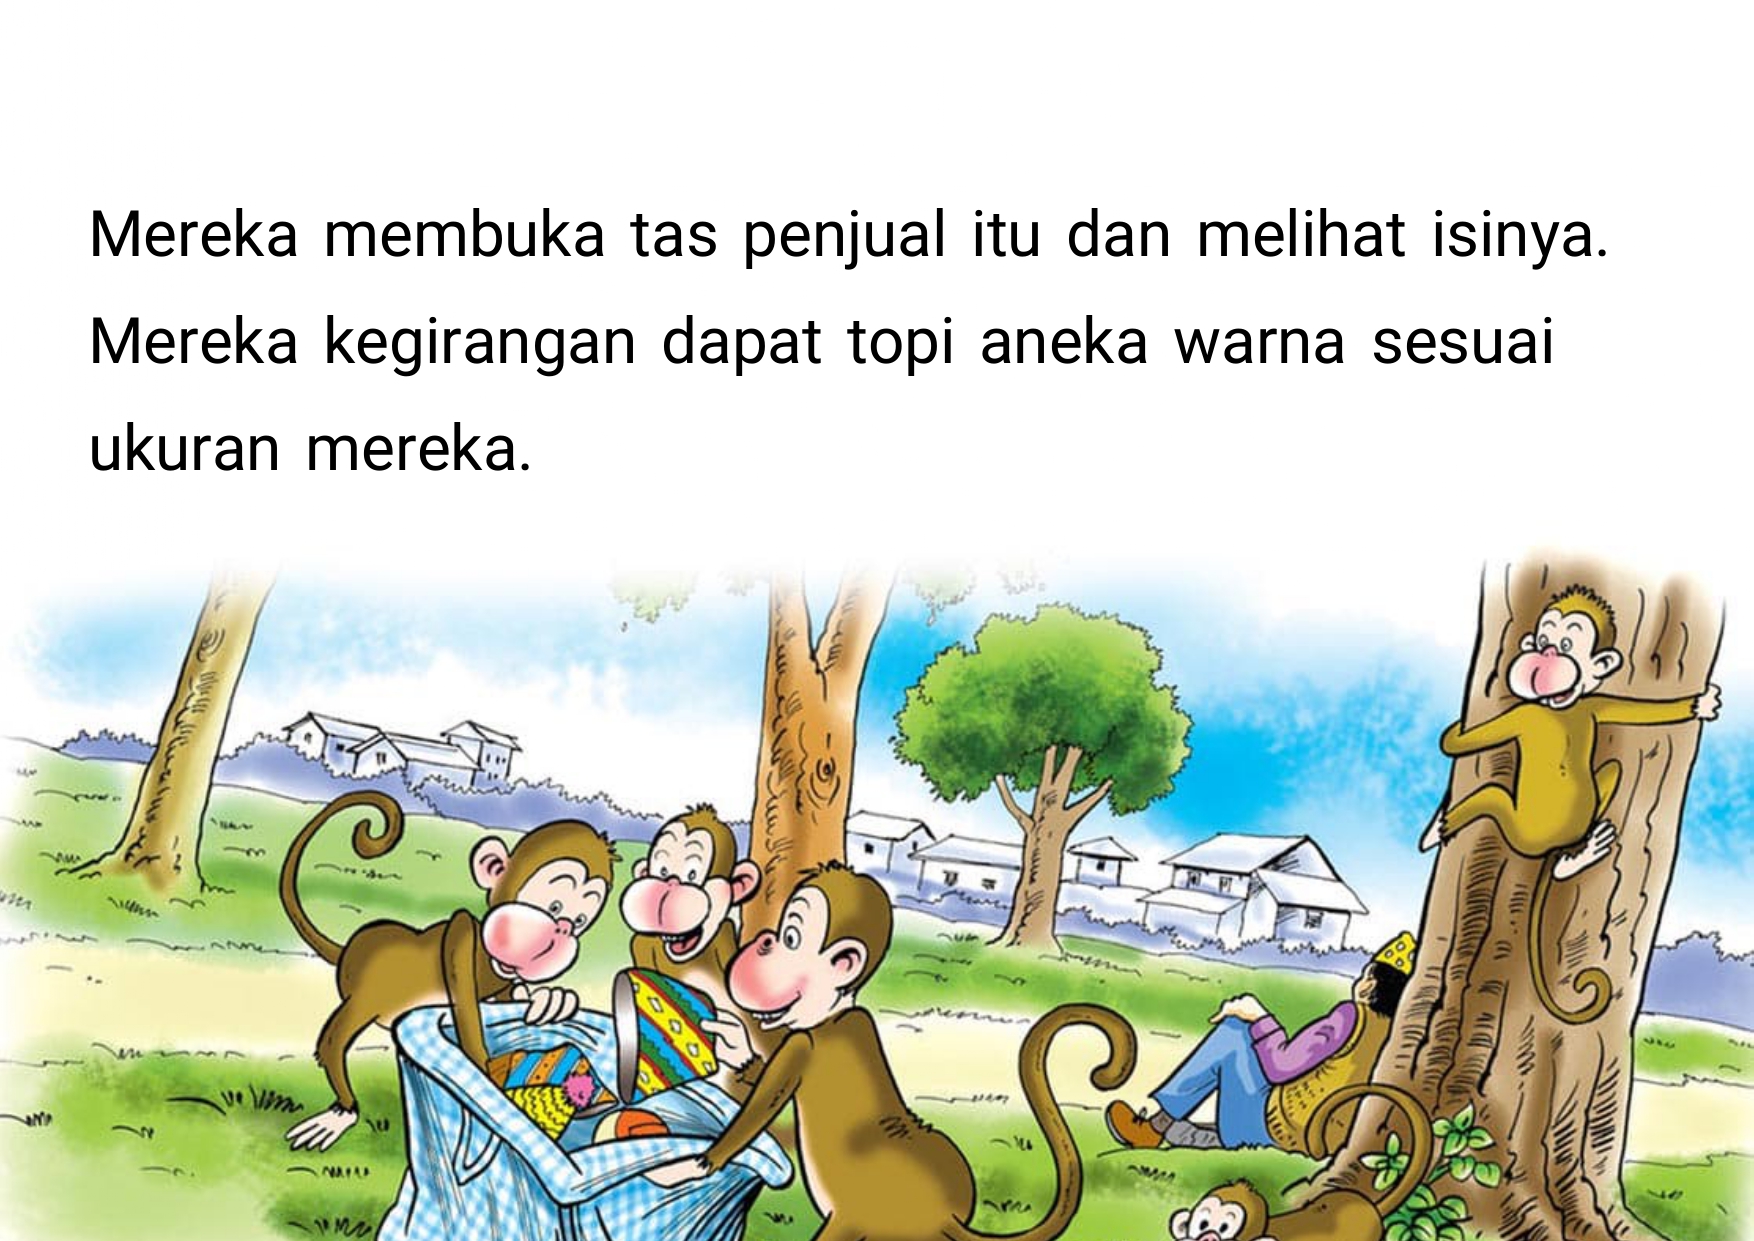 Mereka membuka tas penjual itu dan melihat isinya.
Mereka kegirangan dapat topi aneka warna sesuai
ukuran mereka.